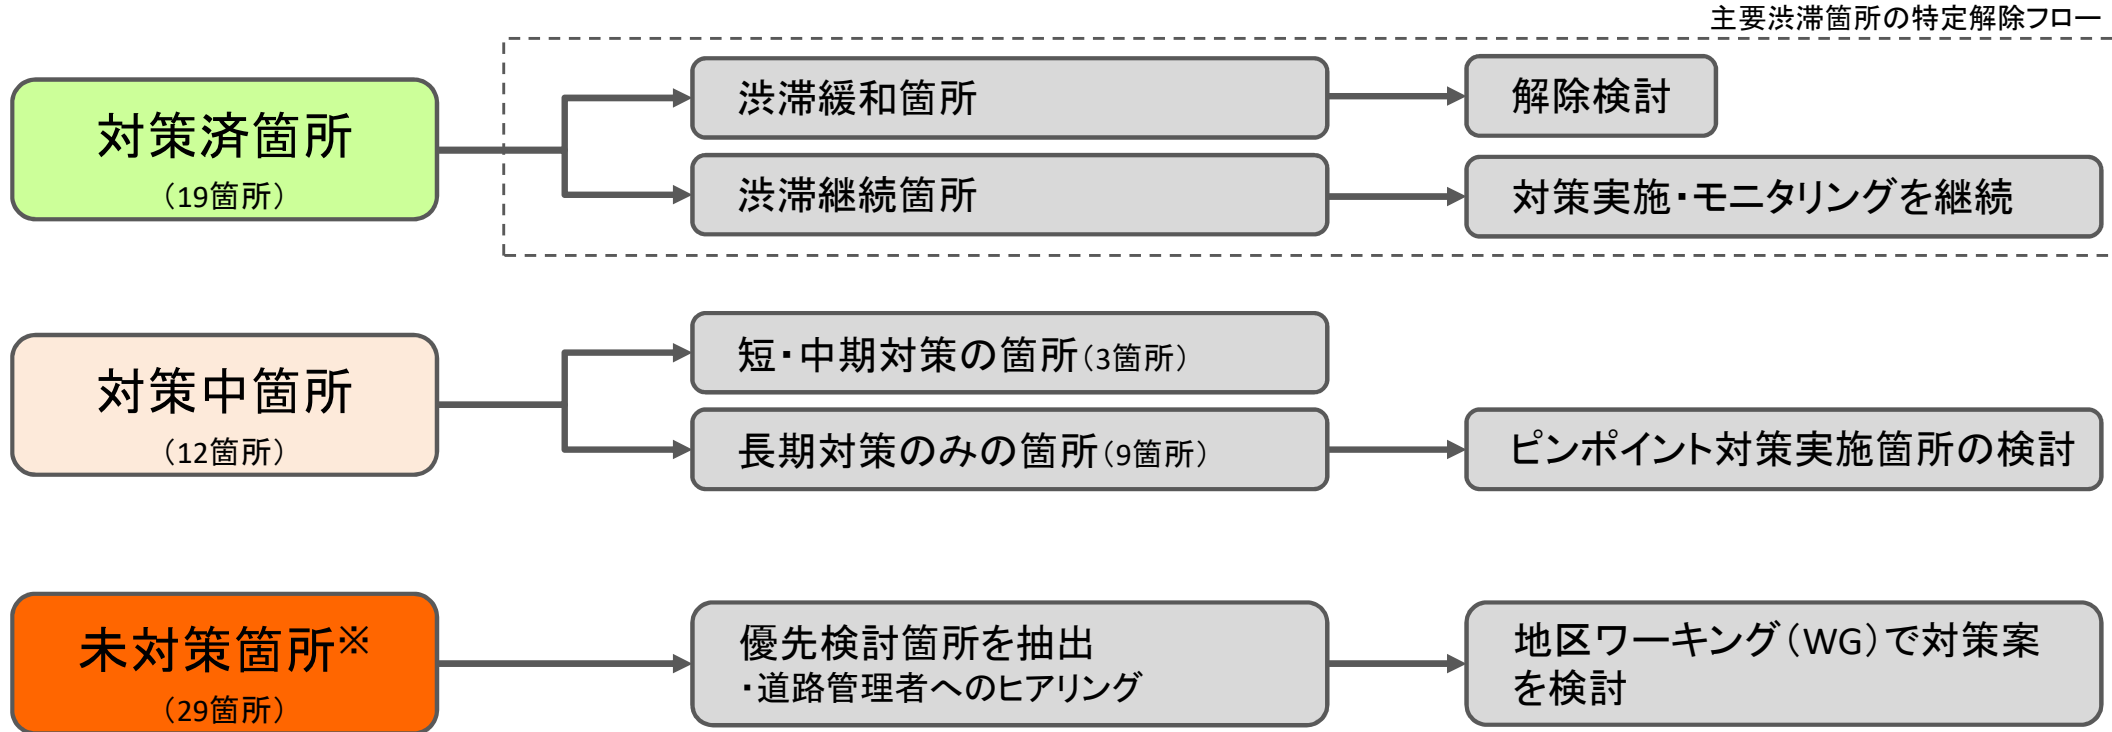 主要渋滞箇所の特定解除フロー
対策済箇所
（19箇所）
渋滞緩和箇所
解除検討
渋滞継続箇所
対策実施・モニタリングを継続
対策中箇所
（12箇所）
短・中期対策の箇所（3箇所）
長期対策のみの箇所（9箇所）
ピンポイント対策実施箇所の検討
未対策箇所※
（29箇所）
優先検討箇所を抽出
・道路管理者へのヒアリング
地区ワーキング（WG）で対策案
を検討